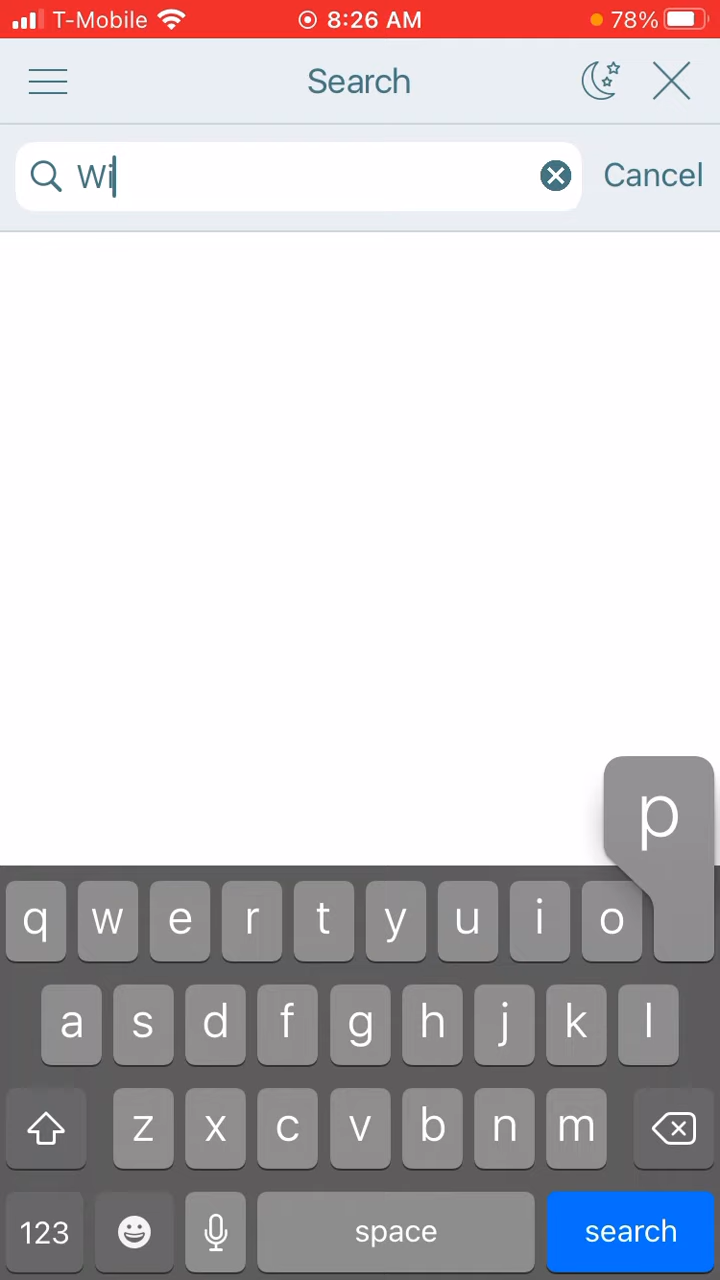 T-Mobile 8:26 AM 78%
Search
Wi Cancel
p
q w e r t y u i o
a s d f g h j k l
z x c v b n m
123 space search